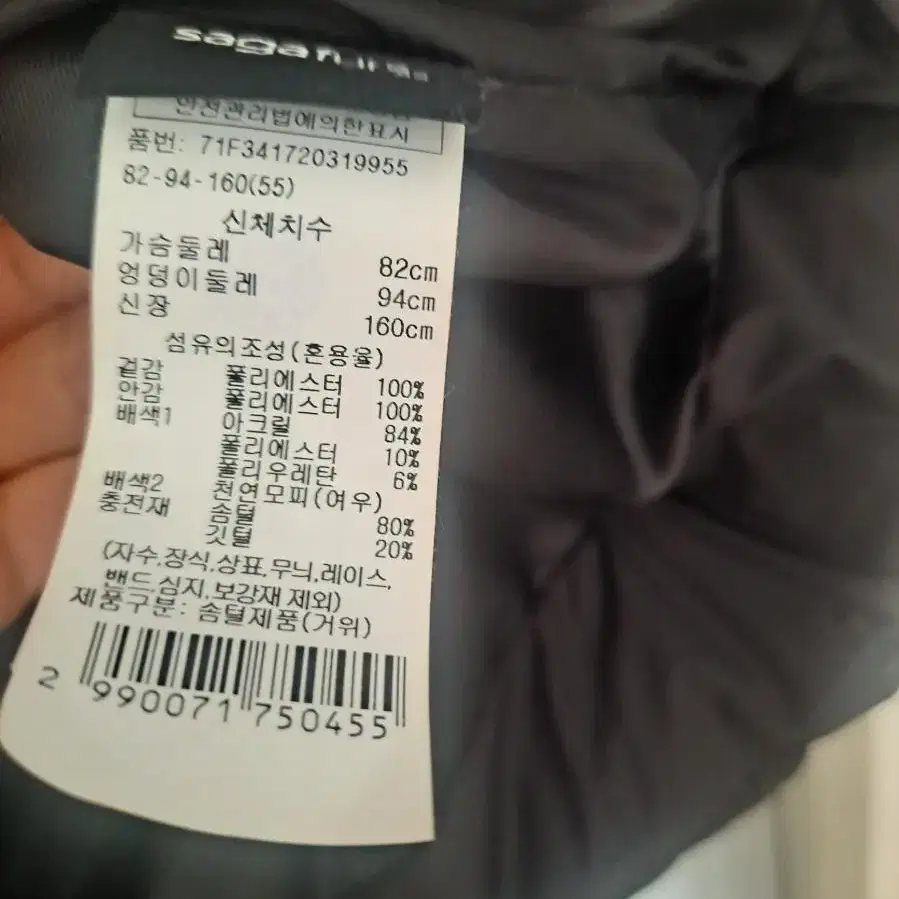 saga furs
안전관리법에의한표시
품번: 71F341720319955
82-94-160(55)
신체치수
가슴둘레 82cm
엉덩이둘레 94cm
신장 160cm
섬유의조성(혼용율)
겉감 폴리에스터 100%
안감 폴리에스터 100%
배색1 아크릴 84%
폴리에스터 10%
폴리우레탄 6%
배색2 천연모피(여우)
충전재 솜털 80%
깃털 20%
(자수,장식,상표,무늬,레이스,
밴드,심지,보강재 제외)
제품구분: 솜털제품(거위)
2 990071 750455